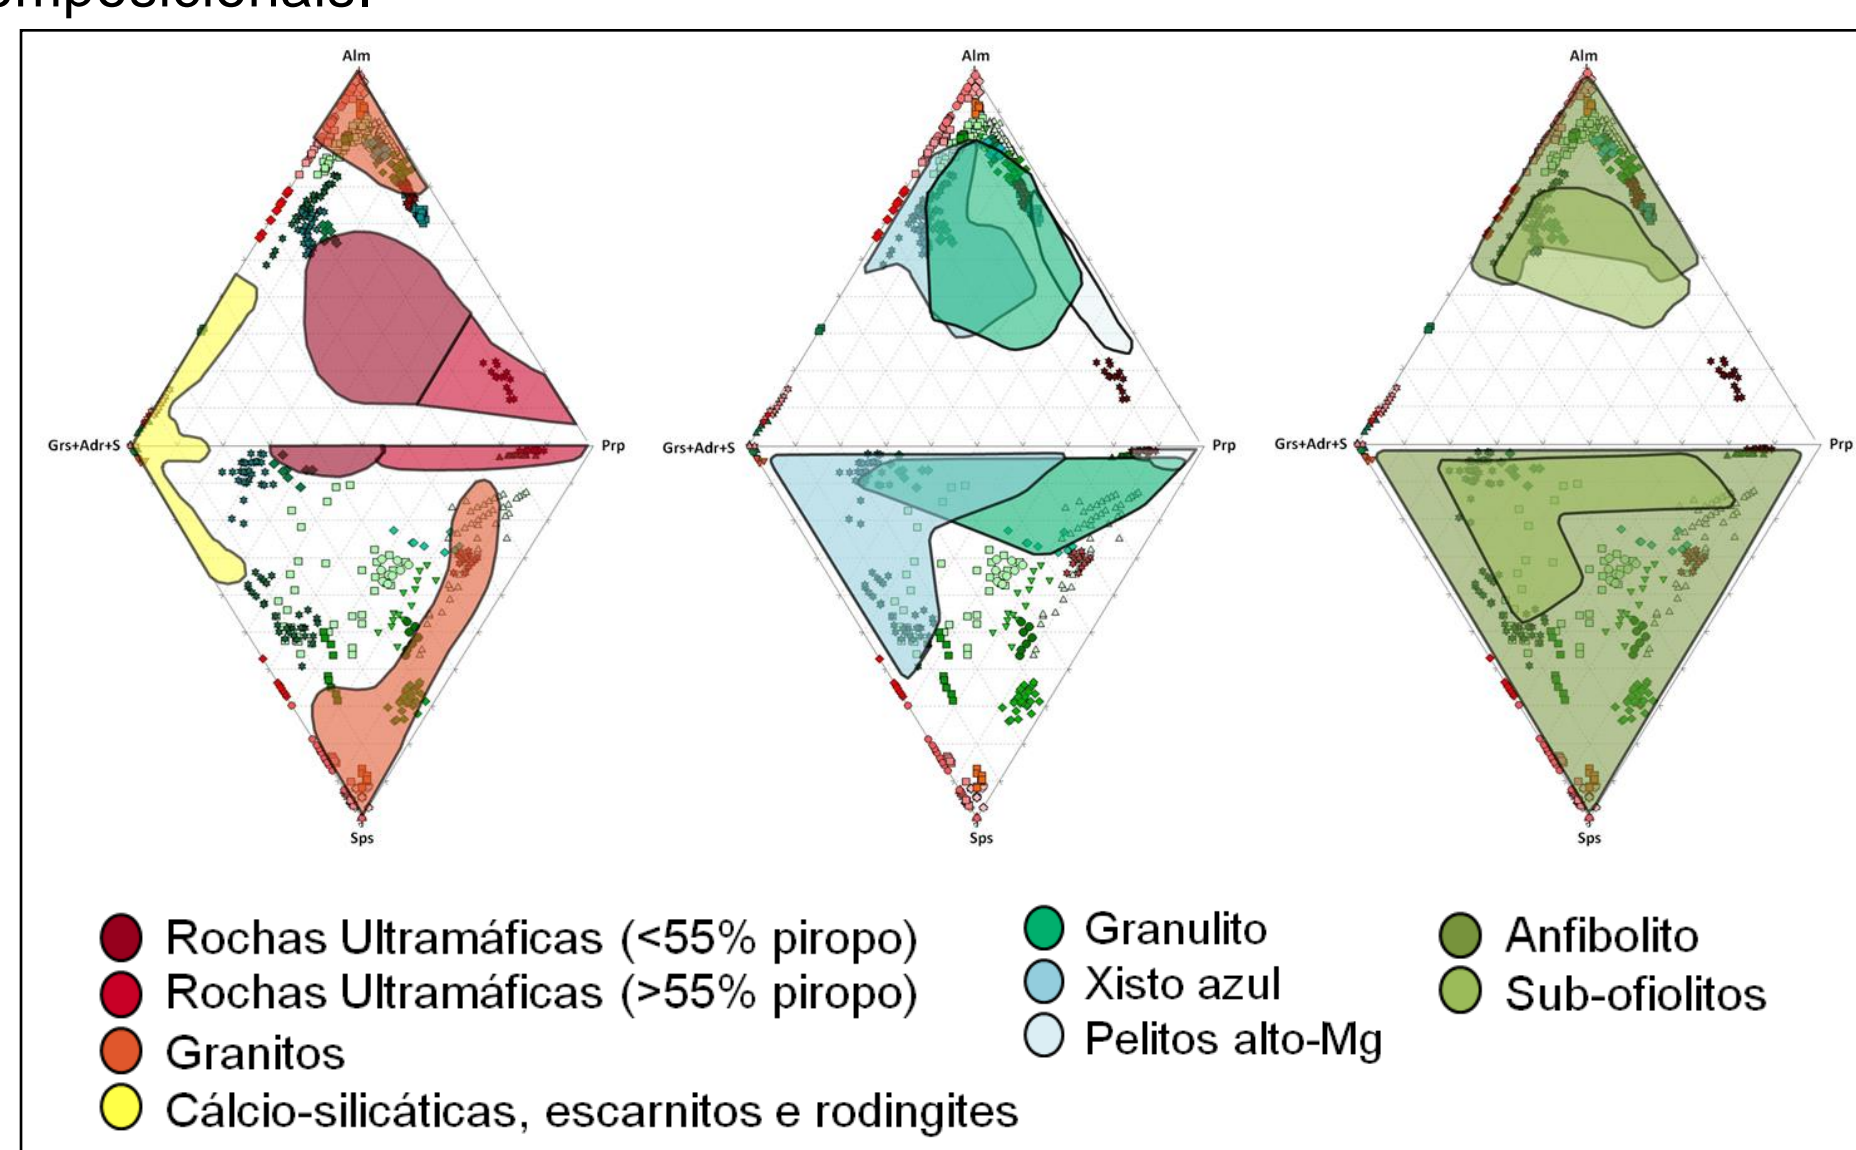 omposicionais.
Alm Alm Alm
Grs+Adr+S Prp Grs+Adr+S Prp Grs+Adr+S Prp
Sps Sps Sps
Rochas Ultramáficas (<55% piropo)
Rochas Ultramáficas (>55% piropo)
Granitos
Cálcio-silicáticas, escarnitos e rodingites
Granulito
Xisto azul
Pelitos alto-Mg
Anfibolito
Sub-ofiolitos